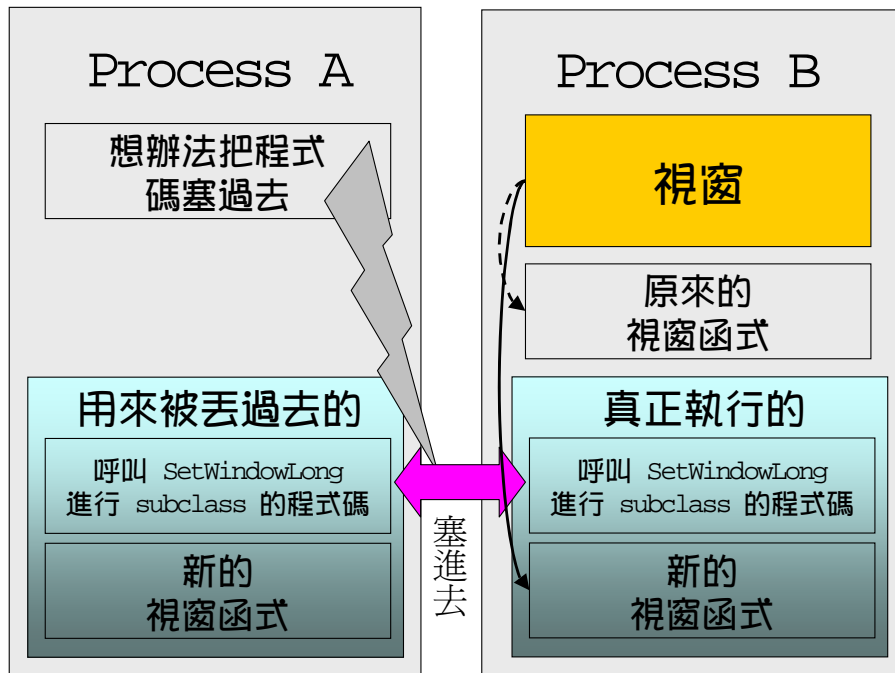 Process A
想辦法把程式
碼塞過去
用來被丟過去的
呼叫 SetWindowLong
進行 subclass 的程式碼
新的
視窗函式
塞進去
Process B
視窗
原來的
視窗函式
真正執行的
呼叫 SetWindowLong
進行 subclass 的程式碼
新的
視窗函式